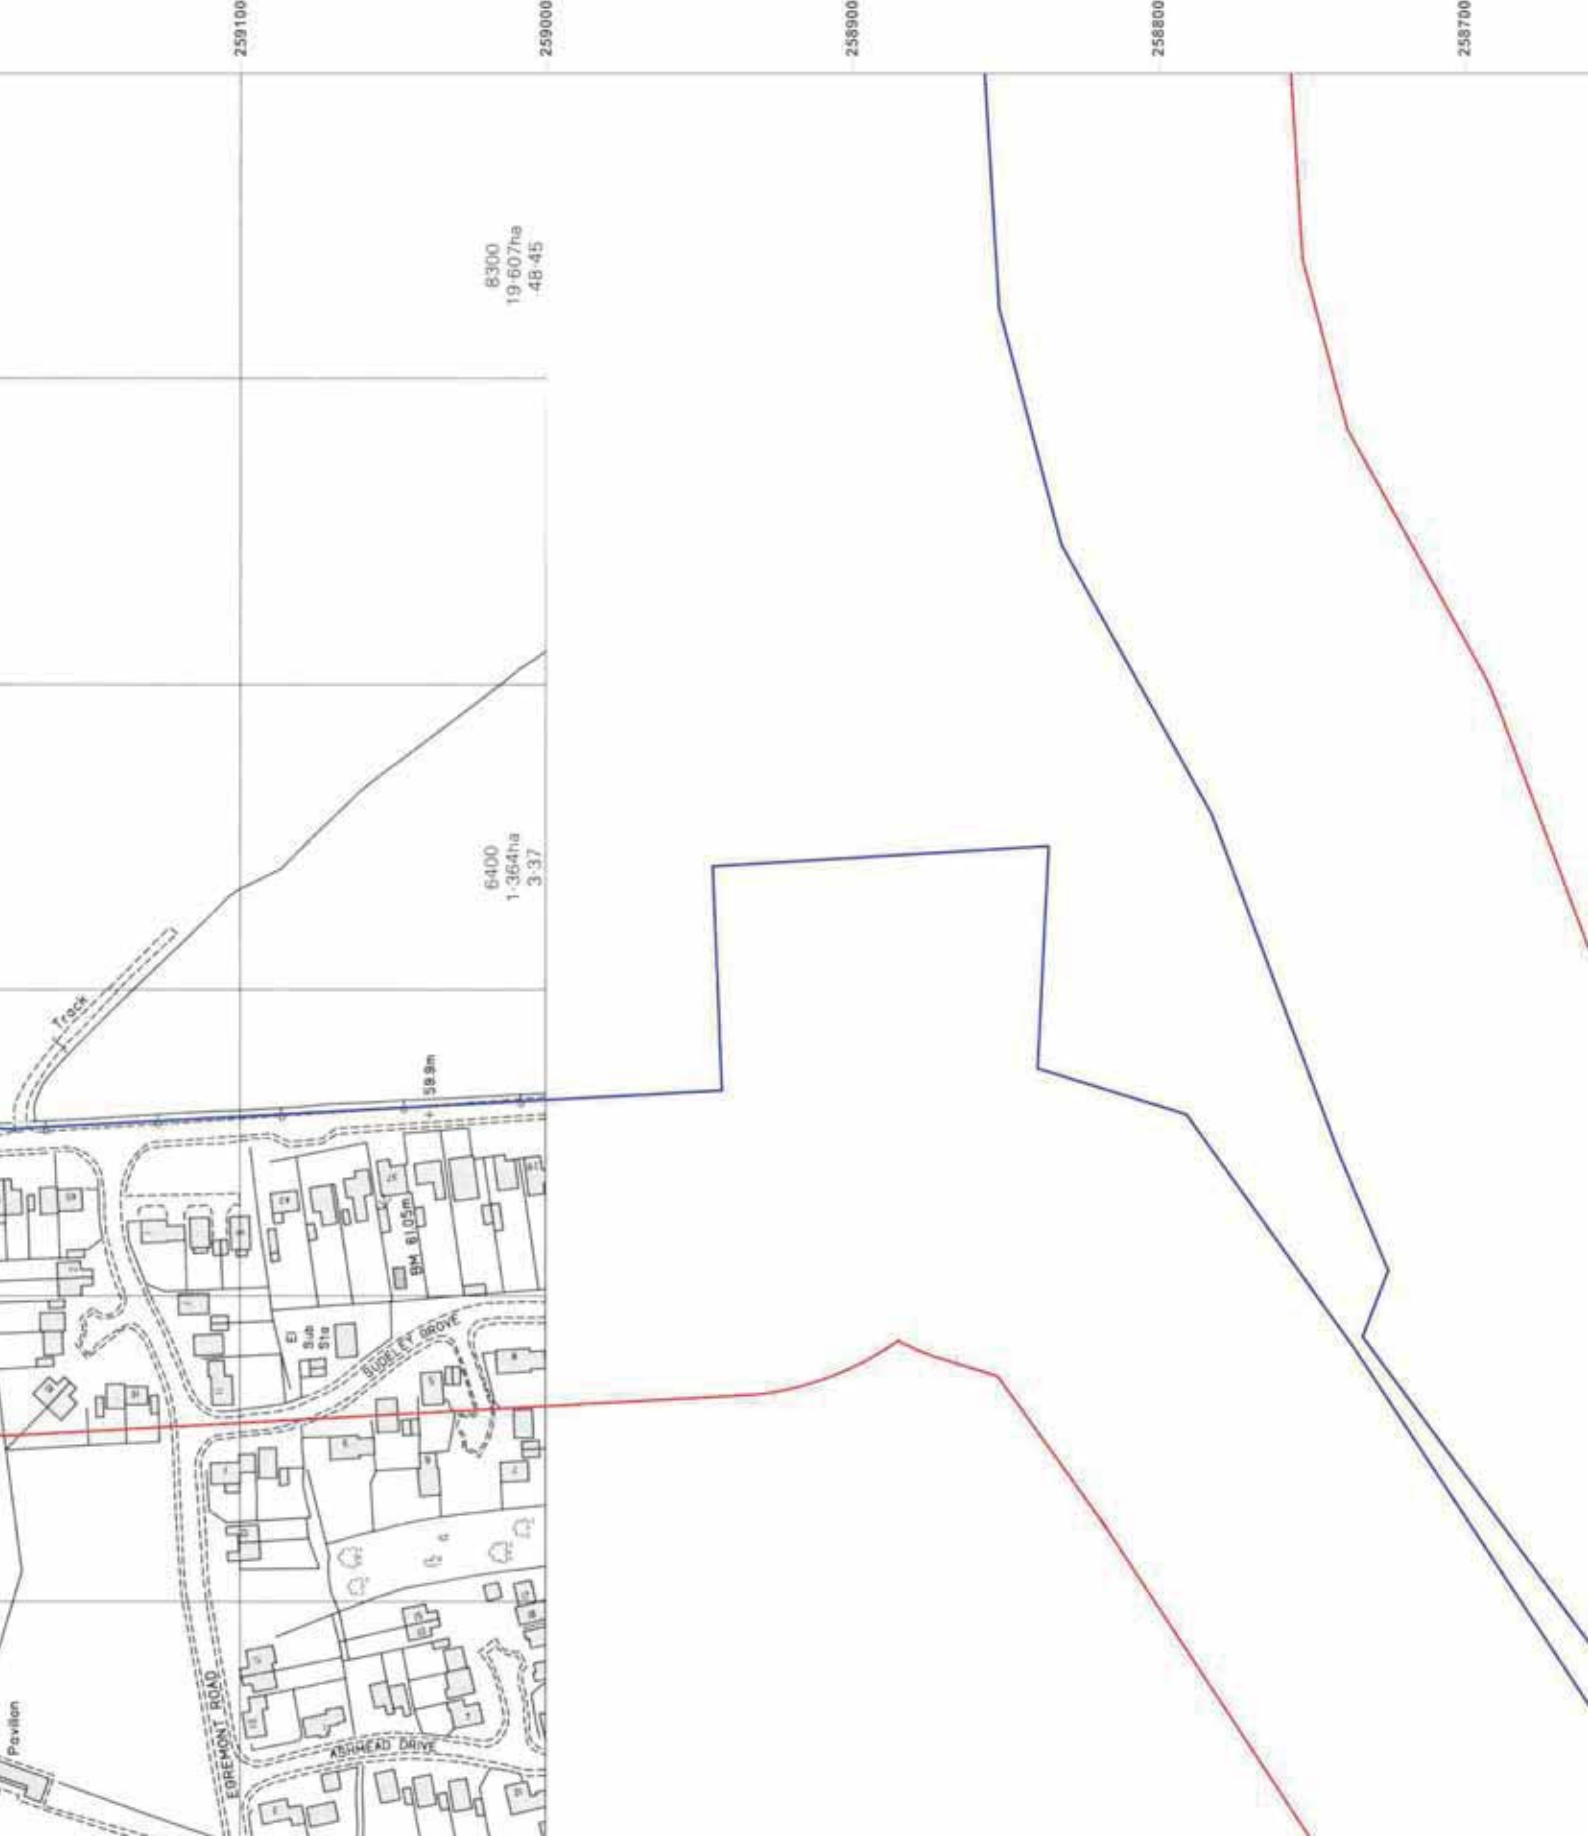 259100
259000
258900
258800
258700
8300
19·607ha
48·45
6400
1·364ha
3·37
Track
59.9m
BM 61.05m
El
Sub
Sta
SUDELEY GROVE
EGREMONT ROAD
ASHMEAD DRIVE
Pavilion